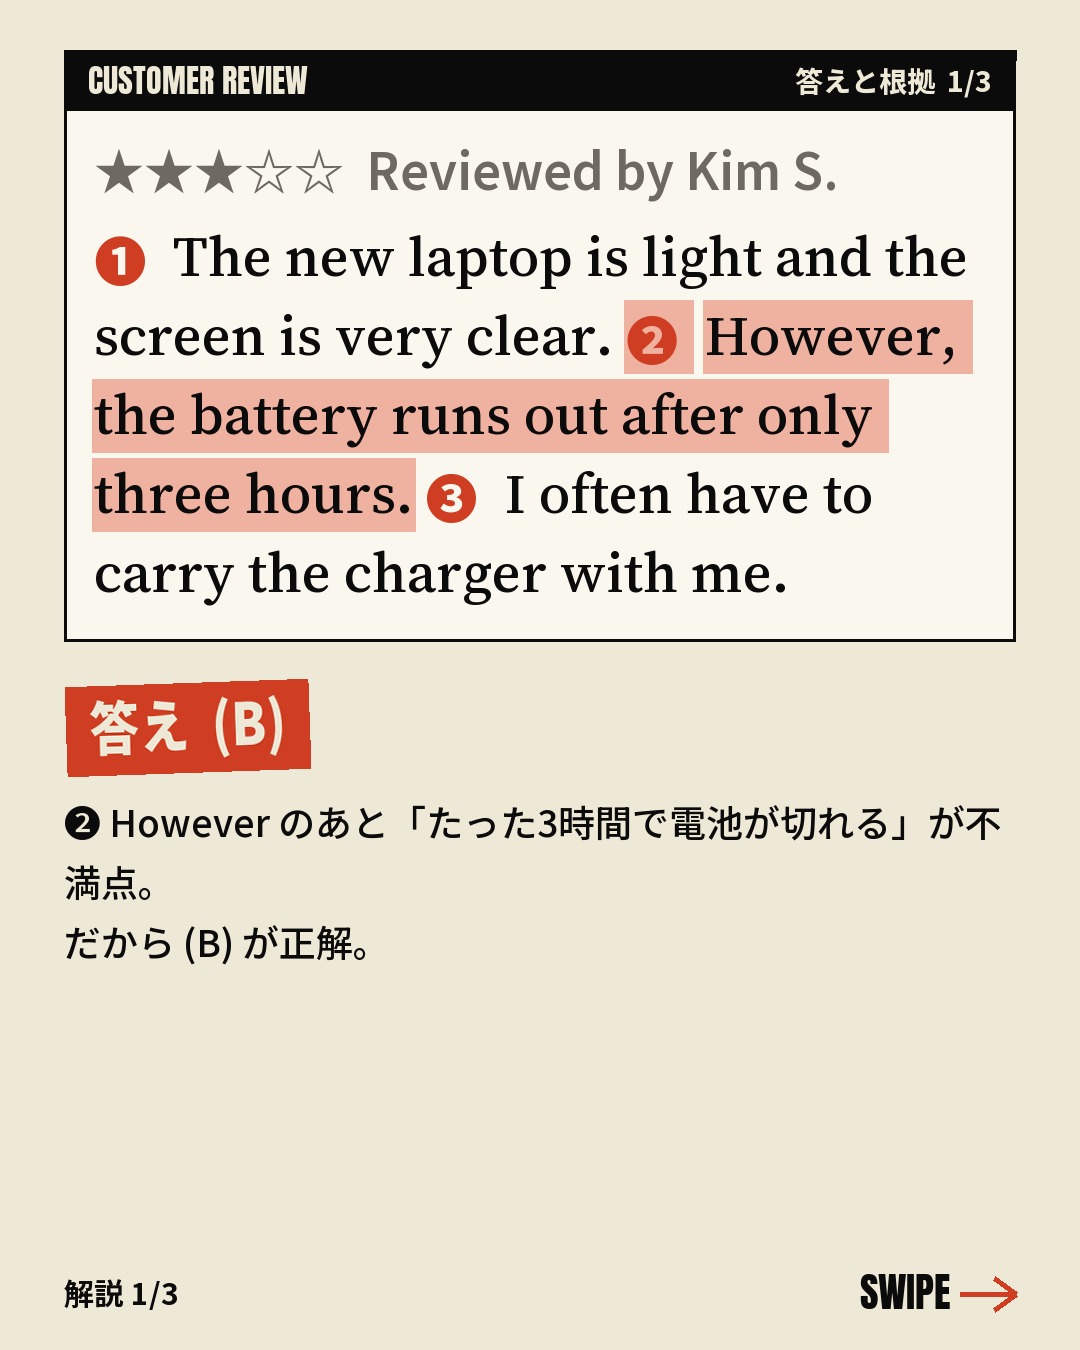 CUSTOMER REVIEW 答えと根拠 1/3
★★★☆☆ Reviewed by Kim S.
❶ The new laptop is light and the
screen is very clear. ❷ However,
the battery runs out after only
three hours. ❸ I often have to
carry the charger with me.
答え (B)
❷ However のあと「たった3時間で電池が切れる」が不
満点。
だから (B) が正解。
解説 1/3 SWIPE →